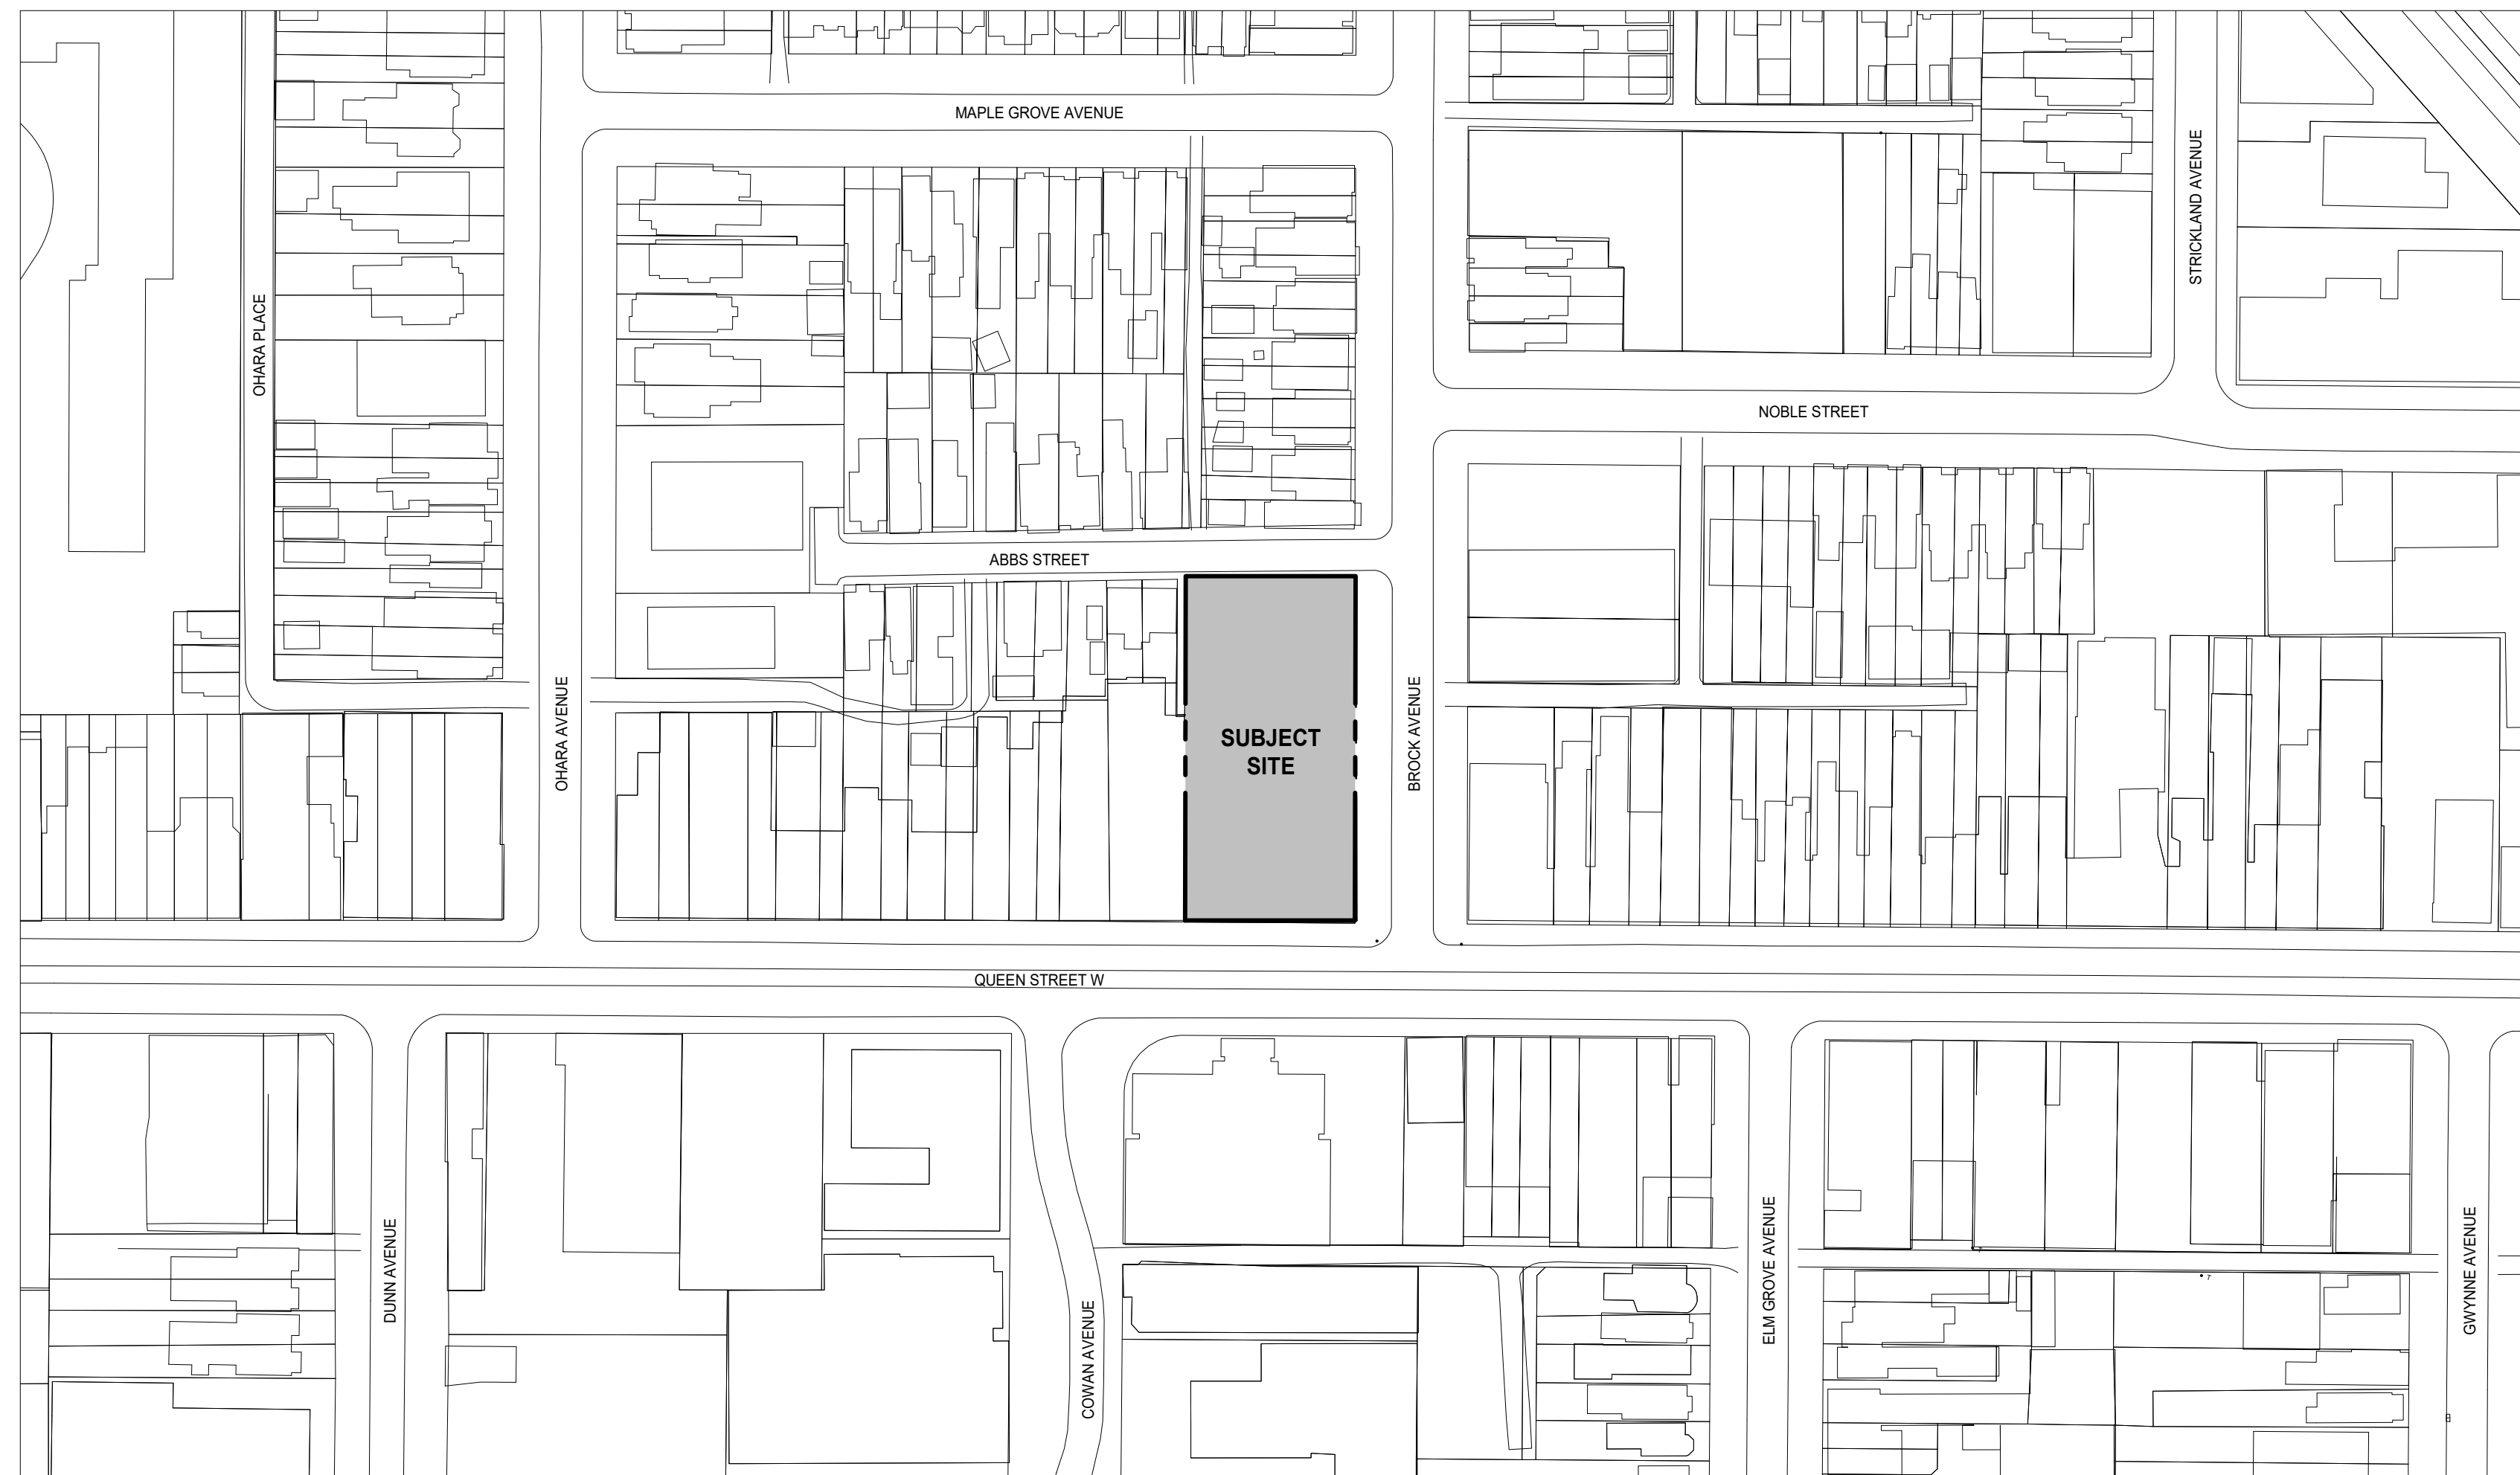 MAPLE GROVE AVENUE
STRICKLAND AVENUE
OHARA PLACE
NOBLE STREET
ABBS STREET
OHARA AVENUE
BROCK AVENUE
SUBJECT
SITE
QUEEN STREET W
DUNN AVENUE
COWAN AVENUE
ELM GROVE AVENUE
GWYNNE AVENUE